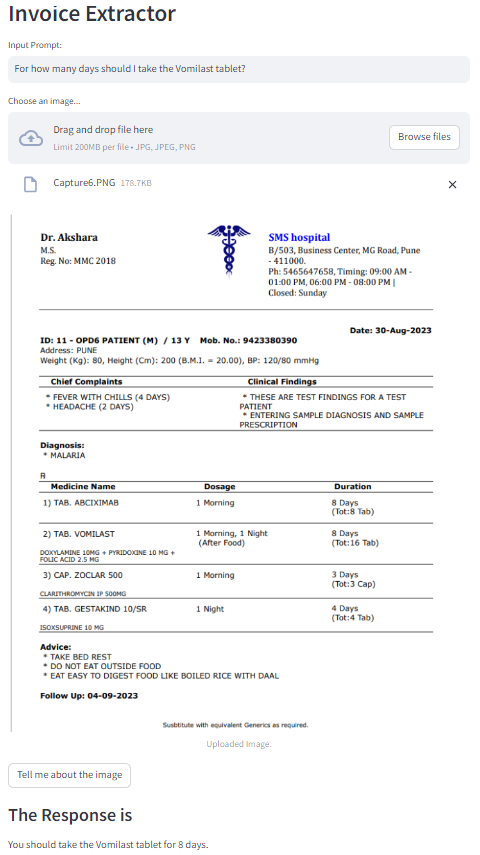 Invoice Extractor
Input Prompt:
For how many days should I take the Vomilast tablet?
Choose an image...
Drag and drop file here
Limit 200MB per file • JPG, JPEG, PNG
Browse files
Capture6.PNG 178.7KB
Dr. Akshara
M.S.
Reg. No: MMC 2018
SMS hospital
B/503, Business Center, MG Road, Pune
- 411000.
Ph: 5465647658, Timing: 09:00 AM -
01:00 PM, 06:00 PM - 08:00 PM |
Closed: Sunday
Date: 30-Aug-2023
ID: 11 - OPD6 PATIENT (M) / 13 Y Mob. No.: 9423380390
Address: PUNE
Weight (Kg): 80, Height (Cm): 200 (B.M.I. = 20.00), BP: 120/80 mmHg
Chief Complaints Clinical Findings
* FEVER WITH CHILLS (4 DAYS)
* HEADACHE (2 DAYS)
* THESE ARE TEST FINDINGS FOR A TEST
PATIENT
* ENTERING SAMPLE DIAGNOSIS AND SAMPLE
PRESCRIPTION
Diagnosis:
* MALARIA
R
Medicine Name Dosage Duration
1) TAB. ABCIXIMAB 1 Morning 8 Days
(Tot:8 Tab)
2) TAB. VOMILAST 1 Morning, 1 Night 8 Days
(After Food) (Tot:16 Tab)
DOXYLAMINE 10MG + PYRIDOXINE 10 MG +
FOLIC ACID 2.5 MG
3) CAP. ZOCLAR 500 1 Morning 3 Days
(Tot:3 Cap)
CLARITHROMYCIN IP 500MG
4) TAB. GESTAKIND 10/SR 1 Night 4 Days
(Tot:4 Tab)
ISOXSUPRINE 10 MG
Advice:
* TAKE BED REST
* DO NOT EAT OUTSIDE FOOD
* EAT EASY TO DIGEST FOOD LIKE BOILED RICE WITH DAAL
Follow Up: 04-09-2023
Susbtitute with equivalent Generics as required.
Uploaded Image.
Tell me about the image
The Response is
You should take the Vomilast tablet for 8 days.